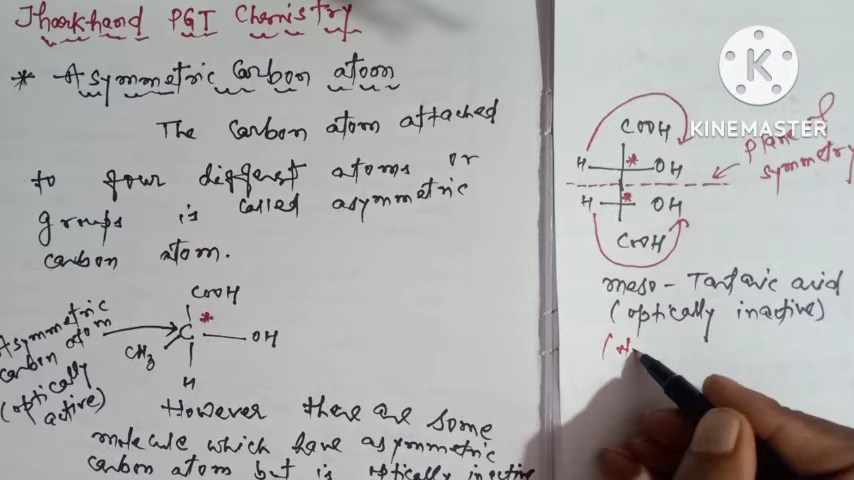 Jharkhand PGT Chemistry
* Asymmetric Carbon atom
The carbon atom attached
to four different atoms or
groups is called asymmetric
carbon atom.
COOH
*
C
OH
CH3
H
Asymmetric
carbon atom
(optically
active)
However there are some
molecule which have asymmetric
carbon atom but is optically inactive
K
KINEMASTER
COOH
H * OH
plane of
symmetry
H * OH
COOH
meso - Tartaric acid
(optically inactive)